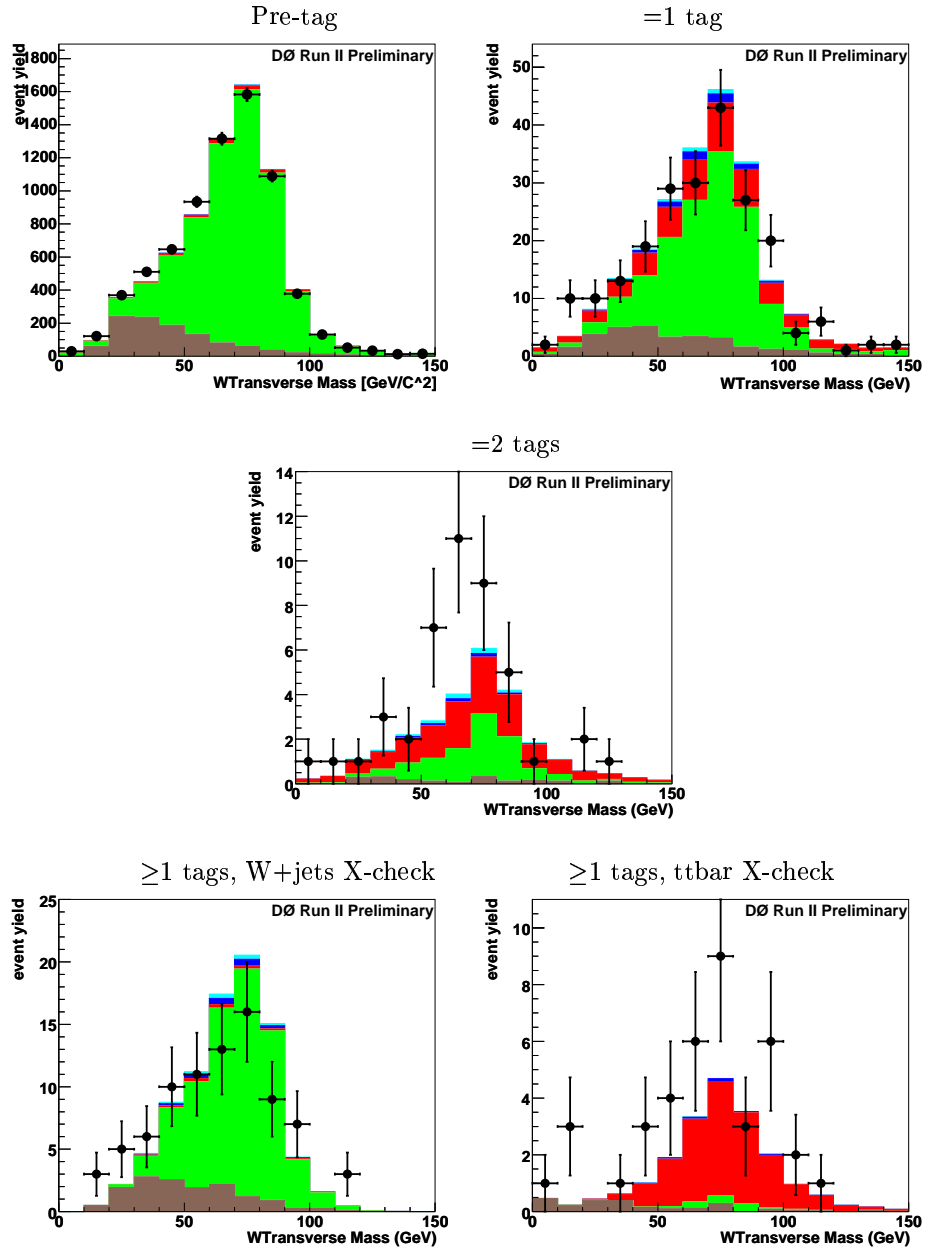 Pre-tag
=1 tag
DØ Run II Preliminary
event yield
1800
1600
1400
1200
1000
800
600
400
200
0
0
50
100
150
WTransverse Mass [GeV/C^2]
DØ Run II Preliminary
event yield
50
40
30
20
10
0
0
50
100
150
WTransverse Mass (GeV)
=2 tags
DØ Run II Preliminary
event yield
14
12
10
8
6
4
2
0
0
50
100
150
WTransverse Mass (GeV)
≥1 tags, W+jets X-check
≥1 tags, ttbar X-check
DØ Run II Preliminary
event yield
25
20
15
10
5
0
0
50
100
150
WTransverse Mass (GeV)
DØ Run II Preliminary
event yield
10
8
6
4
2
0
0
50
100
150
WTransverse Mass (GeV)